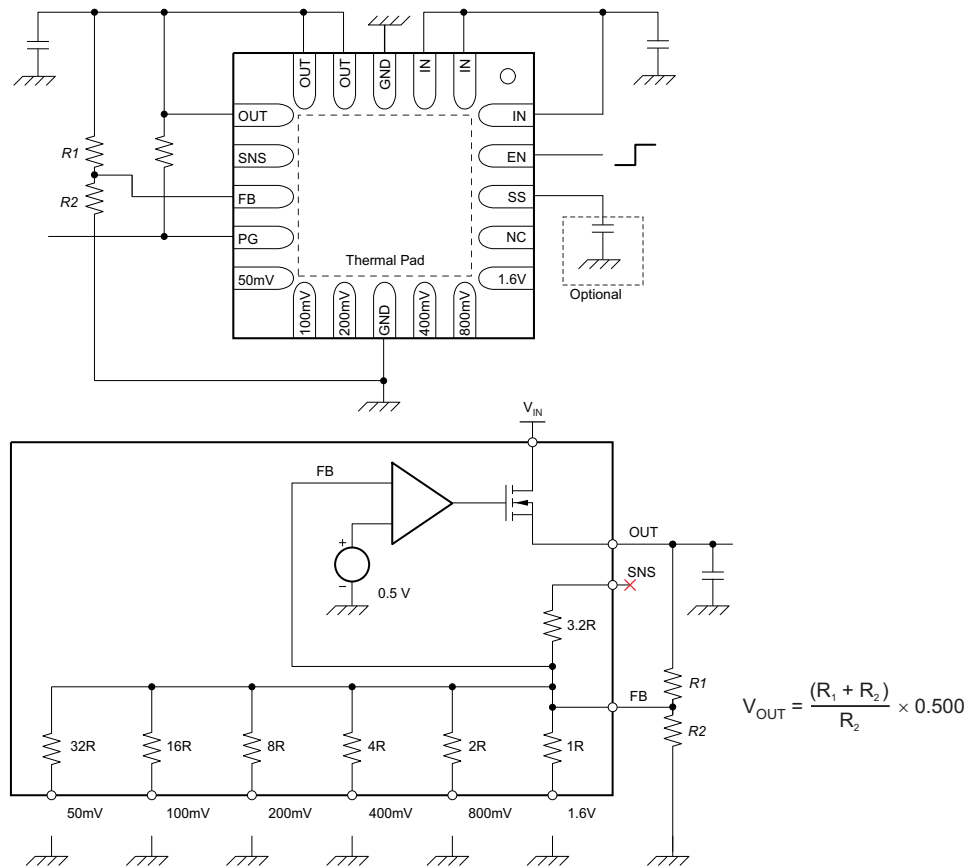 OUT
OUT
GND
IN
IN
OUT
IN
R1
SNS
EN
R2
FB
SS
PG
NC
50mV
Thermal Pad
1.6V
Optional
100mV
200mV
GND
400mV
800mV
VIN
FB
OUT
+
SNS
−
0.5 V
3.2R
FB
R1
VOUT = (R1 + R2) / R2 × 0.500
R2
32R
16R
8R
4R
2R
1R
50mV
100mV
200mV
400mV
800mV
1.6V